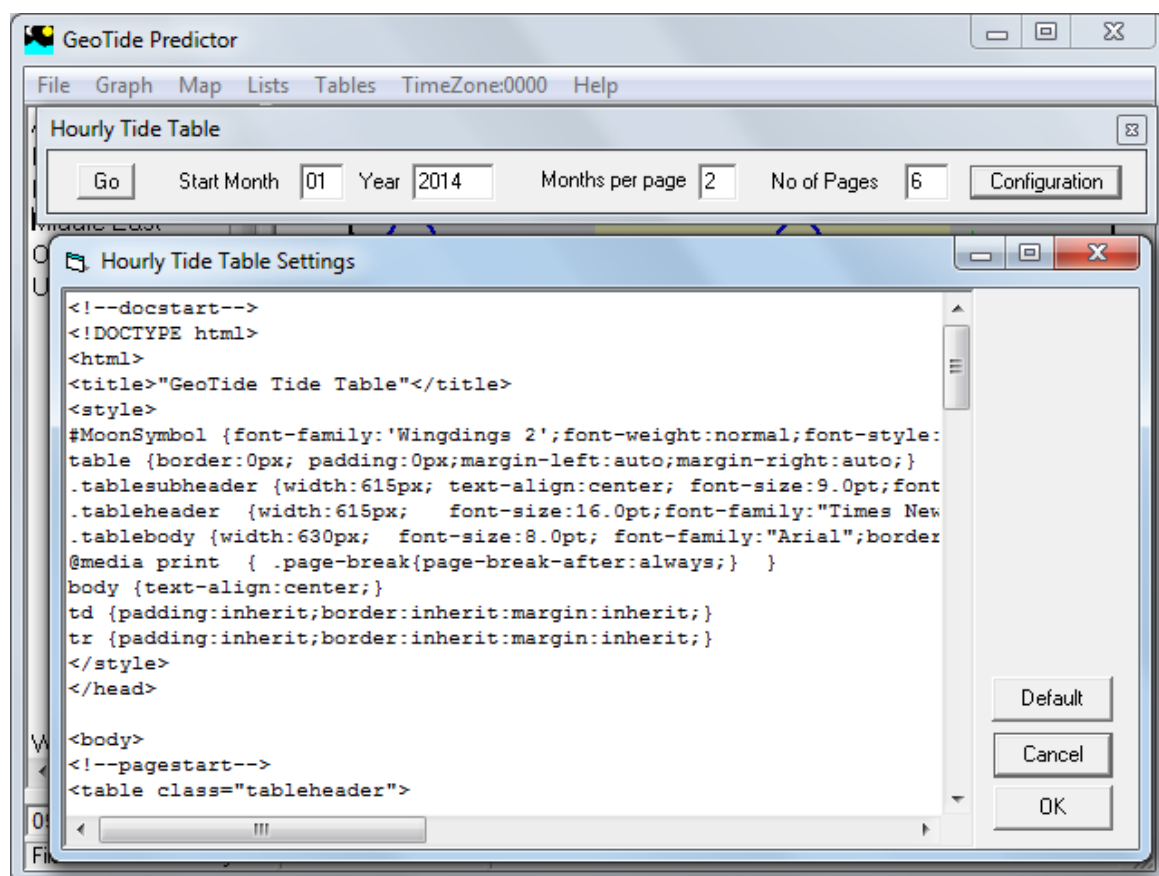 GeoTide Predictor
File Graph Map Lists Tables TimeZone:0000 Help
Hourly Tide Table
Go Start Month 01 Year 2014 Months per page 2 No of Pages 6 Configuration
Hourly Tide Table Settings
<!--docstart-->
<!DOCTYPE html>
<html>
<title>"GeoTide Tide Table"</title>
<style>
#MoonSymbol {font-family:'Wingdings 2';font-weight:normal;font-style:
table {border:0px; padding:0px;margin-left:auto;margin-right:auto;}
.tablesubheader {width:615px; text-align:center; font-size:9.0pt;font
.tableheader  {width:615px;   font-size:16.0pt;font-family:"Times New
.tablebody {width:630px;  font-size:8.0pt; font-family:"Arial";border
@media print  { .page-break{page-break-after:always;}  }
body {text-align:center;}
td {padding:inherit;border:inherit:margin:inherit;}
tr {padding:inherit;border:inherit:margin:inherit;}
</style>
</head>
<body>
<!--pagestart-->
<table class="tableheader">
Default
Cancel
OK